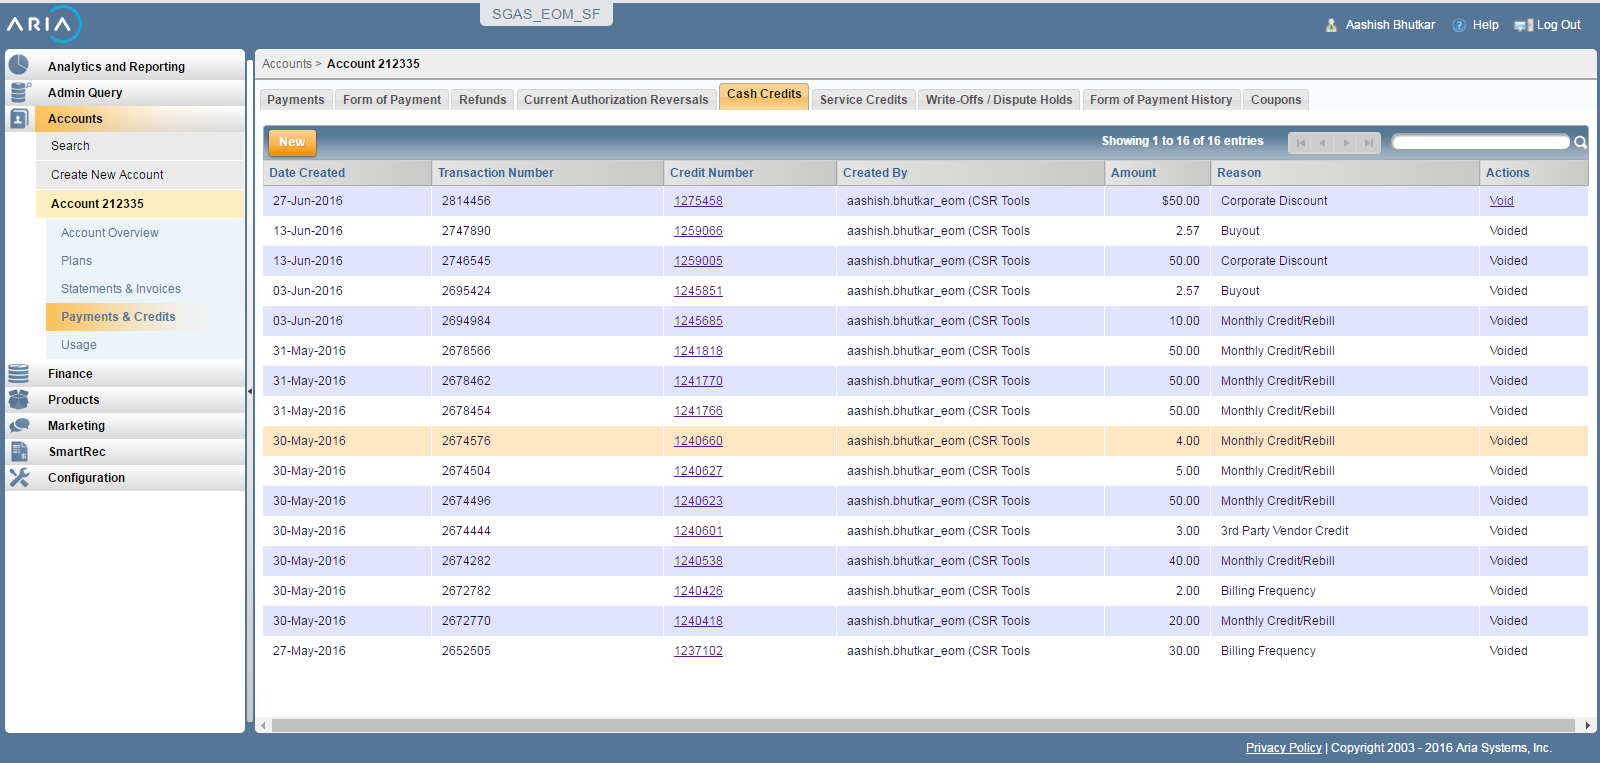 SGAS_EOM_SF
ARIA
Aashish Bhutkar Help Log Out
Analytics and Reporting
Admin Query
Accounts
Search
Create New Account
Account 212335
Account Overview
Plans
Statements & Invoices
Payments & Credits
Usage
Finance
Products
Marketing
SmartRec
Configuration
Accounts > Account 212335
Payments Form of Payment Refunds Current Authorization Reversals Cash Credits Service Credits Write-Offs / Dispute Holds Form of Payment History Coupons
New Showing 1 to 16 of 16 entries
Date Created Transaction Number Credit Number Created By Amount Reason Actions
27-Jun-2016 2814456 1275458 aashish.bhutkar_eom (CSR Tools $50.00 Corporate Discount Void
13-Jun-2016 2747890 1259066 aashish.bhutkar_eom (CSR Tools 2.57 Buyout Voided
13-Jun-2016 2746545 1259005 aashish.bhutkar_eom (CSR Tools 50.00 Corporate Discount Voided
03-Jun-2016 2695424 1245851 aashish.bhutkar_eom (CSR Tools 2.57 Buyout Voided
03-Jun-2016 2694984 1245685 aashish.bhutkar_eom (CSR Tools 10.00 Monthly Credit/Rebill Voided
31-May-2016 2678566 1241818 aashish.bhutkar_eom (CSR Tools 50.00 Monthly Credit/Rebill Voided
31-May-2016 2678462 1241770 aashish.bhutkar_eom (CSR Tools 50.00 Monthly Credit/Rebill Voided
31-May-2016 2678454 1241766 aashish.bhutkar_eom (CSR Tools 50.00 Monthly Credit/Rebill Voided
30-May-2016 2674576 1240660 aashish.bhutkar_eom (CSR Tools 4.00 Monthly Credit/Rebill Voided
30-May-2016 2674504 1240627 aashish.bhutkar_eom (CSR Tools 5.00 Monthly Credit/Rebill Voided
30-May-2016 2674496 1240623 aashish.bhutkar_eom (CSR Tools 50.00 Monthly Credit/Rebill Voided
30-May-2016 2674444 1240601 aashish.bhutkar_eom (CSR Tools 3.00 3rd Party Vendor Credit Voided
30-May-2016 2674282 1240538 aashish.bhutkar_eom (CSR Tools 40.00 Monthly Credit/Rebill Voided
30-May-2016 2672782 1240426 aashish.bhutkar_eom (CSR Tools 2.00 Billing Frequency Voided
30-May-2016 2672770 1240418 aashish.bhutkar_eom (CSR Tools 20.00 Monthly Credit/Rebill Voided
27-May-2016 2652505 1237102 aashish.bhutkar_eom (CSR Tools 30.00 Billing Frequency Voided
Privacy Policy | Copyright 2003 - 2016 Aria Systems, Inc.